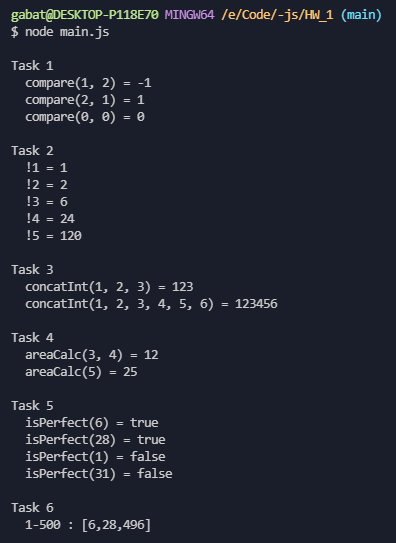 gabat@DESKTOP-P118E70 MINGW64 /e/Code/-js/HW_1 (main)
$ node main.js

Task 1
  compare(1, 2) = -1
  compare(2, 1) = 1
  compare(0, 0) = 0

Task 2
  !1 = 1
  !2 = 2
  !3 = 6
  !4 = 24
  !5 = 120

Task 3
  concatInt(1, 2, 3) = 123
  concatInt(1, 2, 3, 4, 5, 6) = 123456

Task 4
  areaCalc(3, 4) = 12
  areaCalc(5) = 25

Task 5
  isPerfect(6) = true
  isPerfect(28) = true
  isPerfect(1) = false
  isPerfect(31) = false

Task 6
  1-500 : [6,28,496]